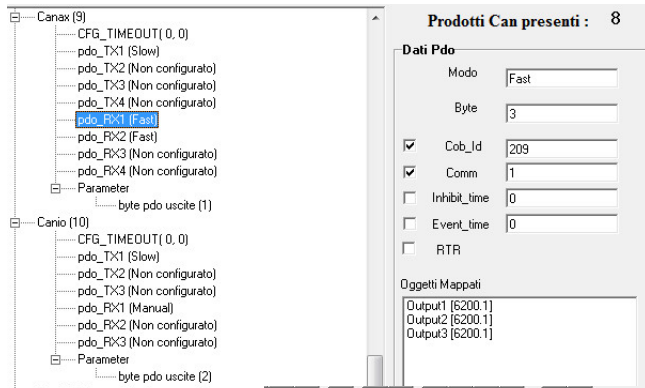 Canax (9)
CFG_TIMEOUT( 0, 0)
pdo_TX1 (Slow)
pdo_TX2 (Non configurato)
pdo_TX3 (Non configurato)
pdo_TX4 (Non configurato)
pdo_RX1 (Fast)
pdo_RX2 (Fast)
pdo_RX3 (Non configurato)
pdo_RX4 (Non configurato)
Parameter
byte pdo uscite (1)
Canio (10)
CFG_TIMEOUT( 0, 0)
pdo_TX1 (Slow)
pdo_TX2 (Non configurato)
pdo_TX3 (Non configurato)
pdo_RX1 (Manual)
pdo_RX2 (Non configurato)
pdo_RX3 (Non configurato)
Parameter
byte pdo uscite (2)
Prodotti Can presenti : 8
Dati Pdo
Modo Fast
Byte 3
Cob_Id 209
Comm 1
Inhibit_time 0
Event_time 0
RTR
Oggetti Mappati
Output1 [6200.1]
Output2 [6200.1]
Output3 [6200.1]